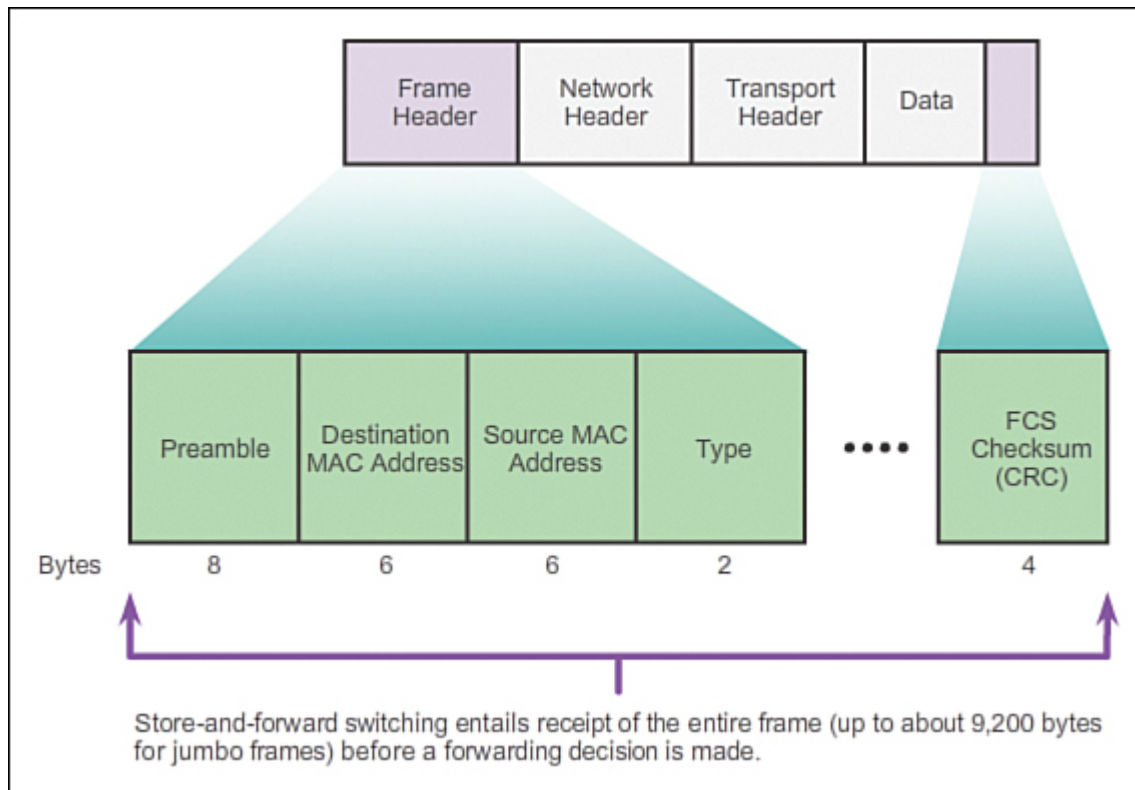 Frame
Header
Network
Header
Transport
Header
Data
Preamble
Destination
MAC Address
Source MAC
Address
Type
FCS
Checksum
(CRC)
Bytes 8 6 6 2 4
Store-and-forward switching entails receipt of the entire frame (up to about 9,200 bytes
for jumbo frames) before a forwarding decision is made.